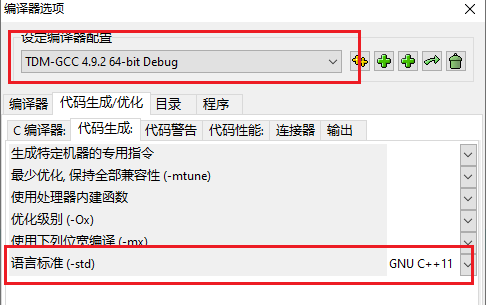 编译器选项
设定编译器配置
TDM-GCC 4.9.2 64-bit Debug
编译器 代码生成/优化 目录 程序
C 编译器: 代码生成: 代码警告 代码性能: 连接器 输出
生成特定机器的专用指令
最少优化, 保持全部兼容性 (-mtune)
使用处理器内建函数
优化级别 (-Ox)
使用下列位宽编译 (-mx)
语言标准 (-std) GNU C++11